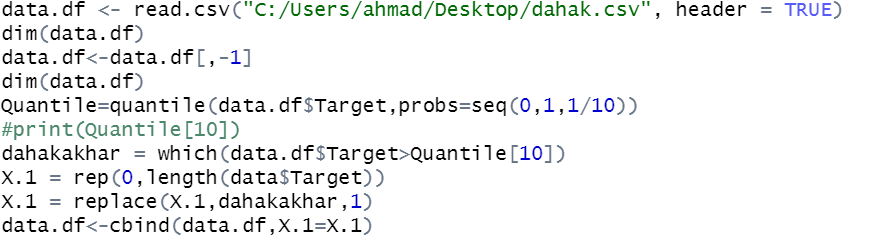 data.df <- read.csv("C:/Users/ahmad/Desktop/dahak.csv", header = TRUE)
dim(data.df)
data.df<-data.df[,-1]
dim(data.df)
Quantile=quantile(data.df$Target,probs=seq(0,1,1/10))
#print(Quantile[10])
dahakakhar = which(data.df$Target>Quantile[10])
X.1 = rep(0,length(data$Target))
X.1 = replace(X.1,dahakakhar,1)
data.df<-cbind(data.df,X.1=X.1)